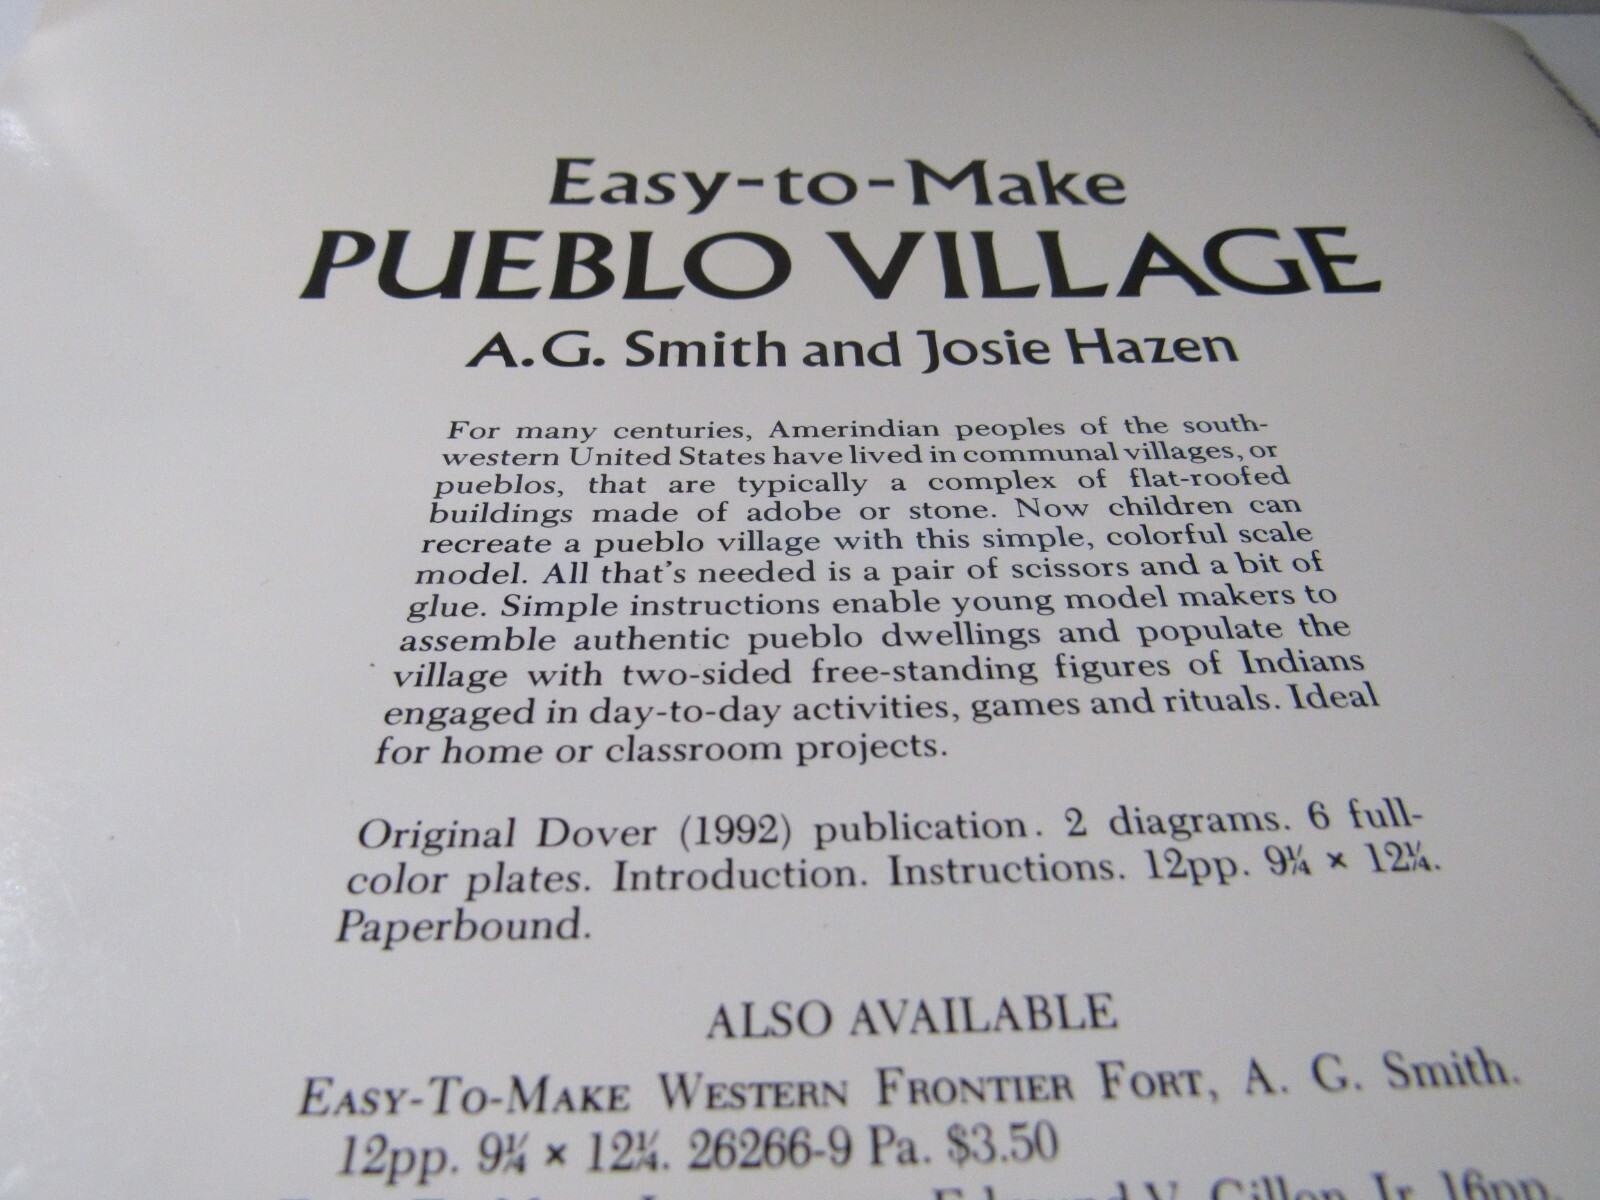 Easy-to-Make
PUEBLO VILLAGE
A.G. Smith and Josie Hazen
For many centuries, Amerindian peoples of the south-
western United States have lived in communal villages, or
pueblos, that are typically a complex of flat-roofed
buildings made of adobe or stone. Now children can
recreate a pueblo village with this simple, colorful scale
model. All that's needed is a pair of scissors and a bit of
glue. Simple instructions enable young model makers to
assemble authentic pueblo dwellings and populate the
village with two-sided free-standing figures of Indians
engaged in day-to-day activities, games and rituals. Ideal
for home or classroom projects.
Original Dover (1992) publication. 2 diagrams. 6 full-
color plates. Introduction. Instructions. 12pp. 9¼ × 12¼.
Paperbound.
ALSO AVAILABLE
EASY-TO-MAKE WESTERN FRONTIER FORT, A. G. Smith.
12pp. 9¼ × 12¼. 26266-9 Pa. $3.50
Edmund V. Gillon Jr. 16pp.